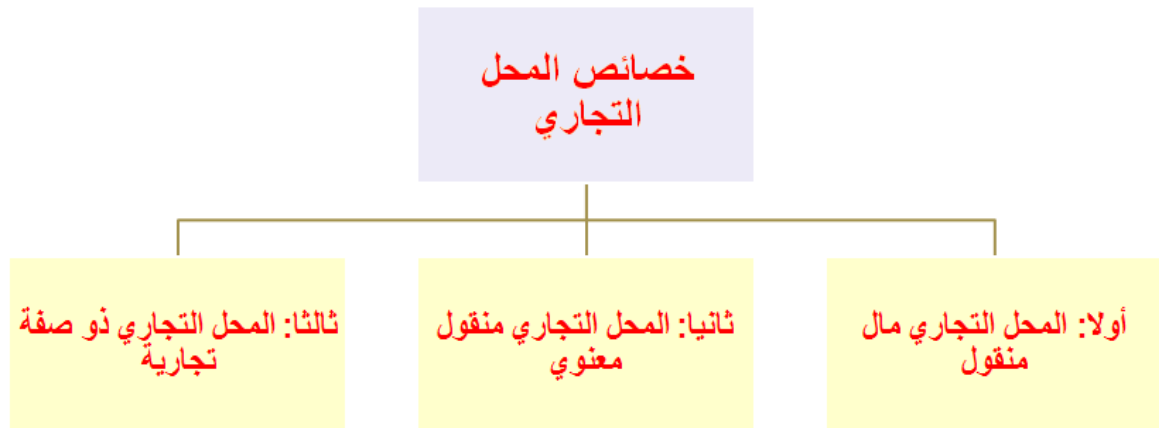 خصائص المحل
التجاري
أولا: المحل التجاري مال
منقول
ثانيا: المحل التجاري منقول
معنوي
ثالثا: المحل التجاري ذو صفة
تجارية